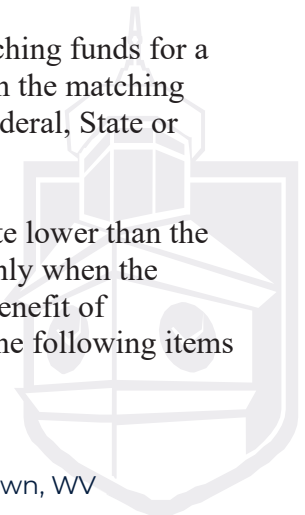 ching funds for a
the matching
deral, State or
te lower than the
nly when the
enefit of
following items
wn, WV